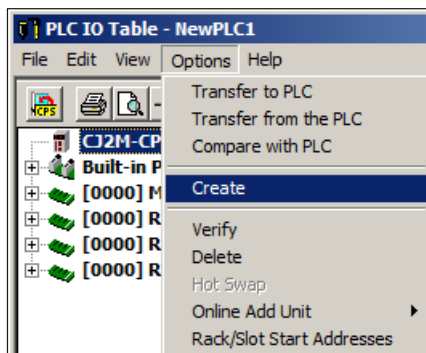 PLC IO Table - NewPLC1
File Edit View Options Help
CPS
Transfer to PLC
Transfer from the PLC
Compare with PLC
Create
Verify
Delete
Hot Swap
Online Add Unit
Rack/Slot Start Addresses
CJ2M-CP
Built-in P
[0000] M
[0000] R
[0000] R
[0000] R